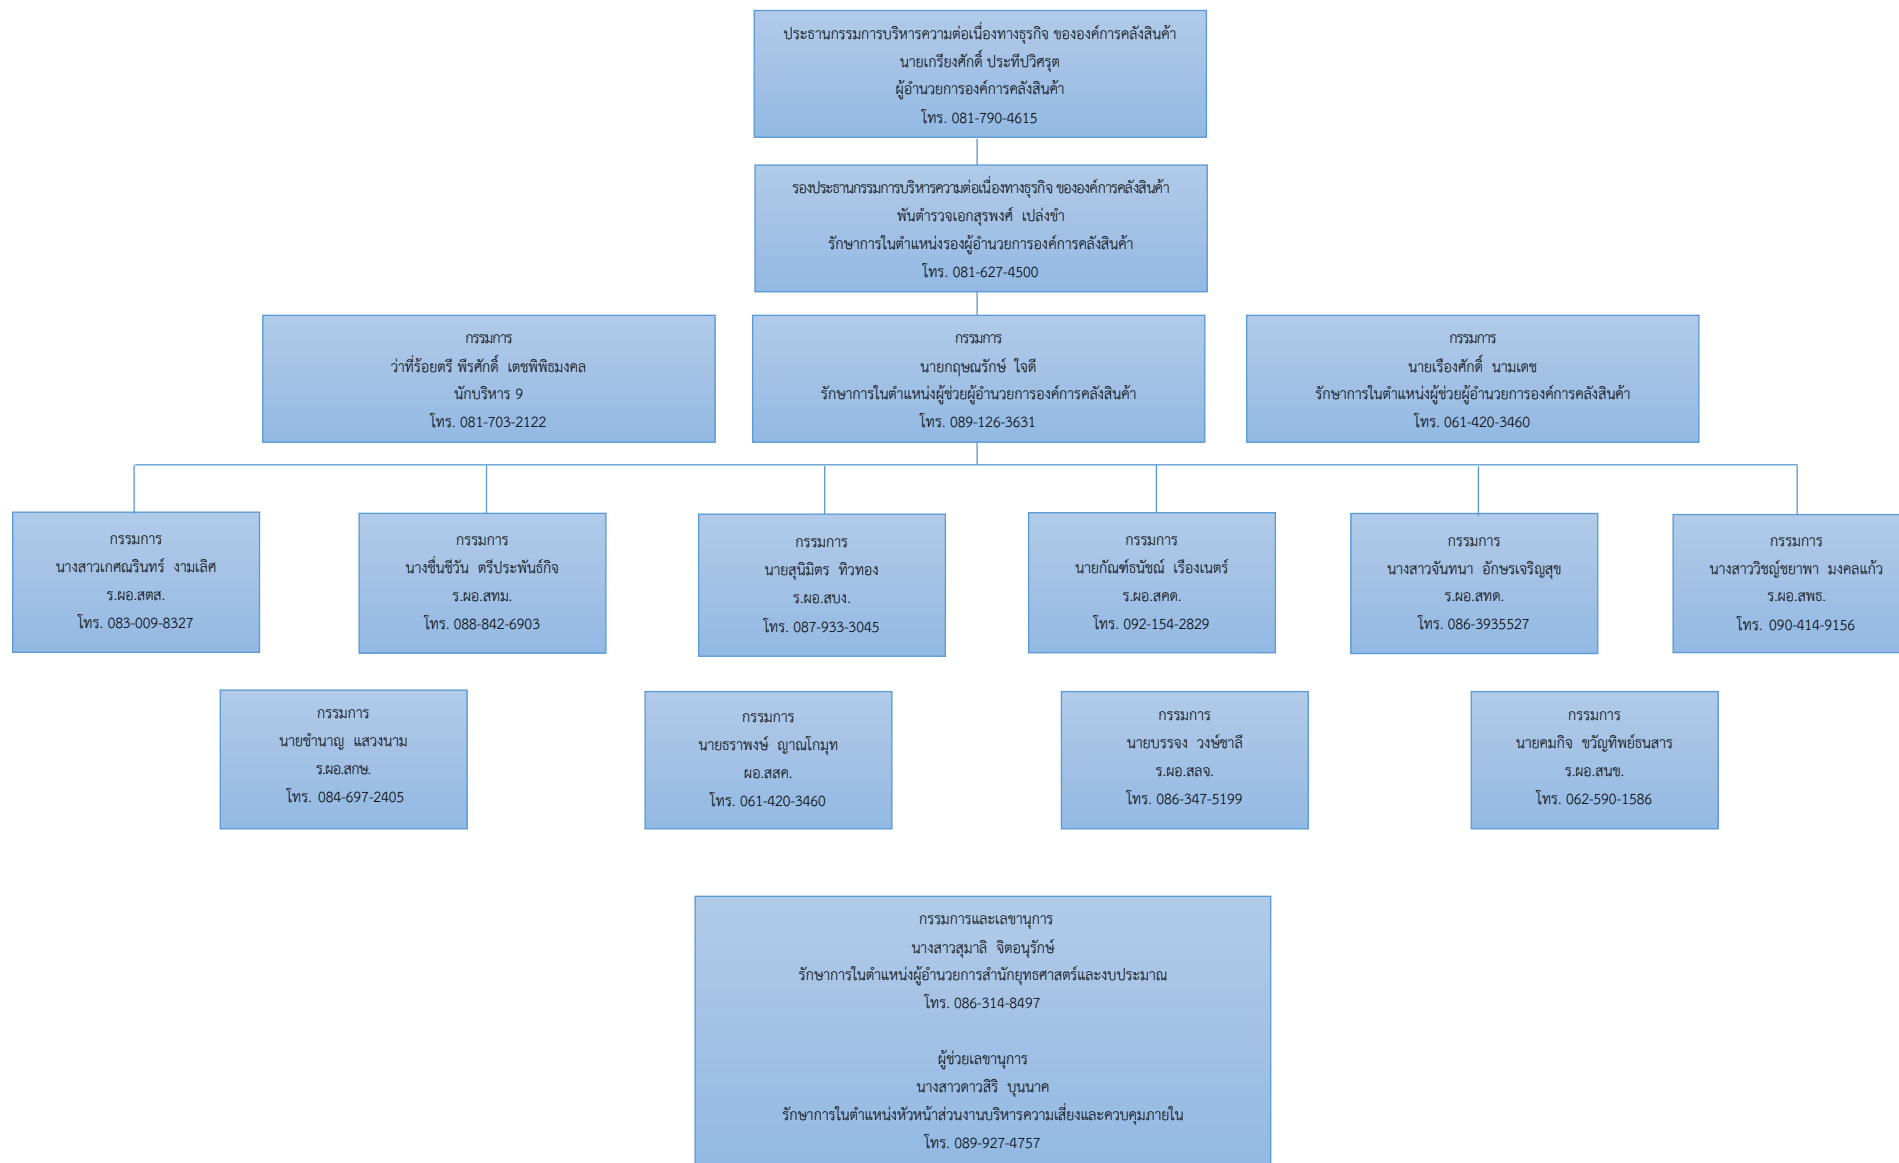 ประธานกรรมการบริหารความต่อเนื่องทางธุรกิจ ขององค์การคลังสินค้า
นายเกรียงศักดิ์ ประทีปวิศรุต
ผู้อำนวยการองค์การคลังสินค้า
โทร. 081-790-4615
รองประธานกรรมการบริหารความต่อเนื่องทางธุรกิจ ขององค์การคลังสินค้า
พันตำรวจเอกสุรพงศ์ เปล่งขำ
รักษาการในตำแหน่งรองผู้อำนวยการองค์การคลังสินค้า
โทร. 081-627-4500
กรรมการ
ว่าที่ร้อยตรี พีรศักดิ์ เตชพิพิธมงคล
นักบริหาร 9
โทร. 081-703-2122
กรรมการ
นายกฤษณรักษ์ ใจดี
รักษาการในตำแหน่งผู้ช่วยผู้อำนวยการองค์การคลังสินค้า
โทร. 089-126-3631
กรรมการ
นายเรืองศักดิ์ นามเดช
รักษาการในตำแหน่งผู้ช่วยผู้อำนวยการองค์การคลังสินค้า
โทร. 061-420-3460
กรรมการ
นางสาวเกศณรินทร์ งามเลิศ
ร.ผอ.สตส.
โทร. 083-009-8327
กรรมการ
นางชื่นชีวัน ตรีประพันธ์กิจ
ร.ผอ.สทม.
โทร. 088-842-6903
กรรมการ
นายสุนิมิตร ทิวทอง
ร.ผอ.สบง.
โทร. 087-933-3045
กรรมการ
นายกัณฑ์ธนัชณ์ เรืองเนตร์
ร.ผอ.สคด.
โทร. 092-154-2829
กรรมการ
นางสาวจันทนา อักษรเจริญสุข
ร.ผอ.สทด.
โทร. 086-3935527
กรรมการ
นางสาววิชญ์ชยาพา มงคลแก้ว
ร.ผอ.สพธ.
โทร. 090-414-9156
กรรมการ
นายชำนาญ แสวงนาม
ร.ผอ.สกษ.
โทร. 084-697-2405
กรรมการ
นายธราพงษ์ ญาณโกมุท
ผอ.สสค.
โทร. 061-420-3460
กรรมการ
นายบรรจง วงษ์ชาลี
ร.ผอ.สลจ.
โทร. 086-347-5199
กรรมการ
นายคมกิจ ขวัญทิพย์ธนสาร
ร.ผอ.สนข.
โทร. 062-590-1586
กรรมการและเลขานุการ
นางสาวสุมาลิ จิตอนุรักษ์
รักษาการในตำแหน่งผู้อำนวยการสำนักยุทธศาสตร์และงบประมาณ
โทร. 086-314-8497
ผู้ช่วยเลขานุการ
นางสาวดาวสิริ บุนนาค
รักษาการในตำแหน่งหัวหน้าส่วนงานบริหารความเสี่ยงและควบคุมภายใน
โทร. 089-927-4757